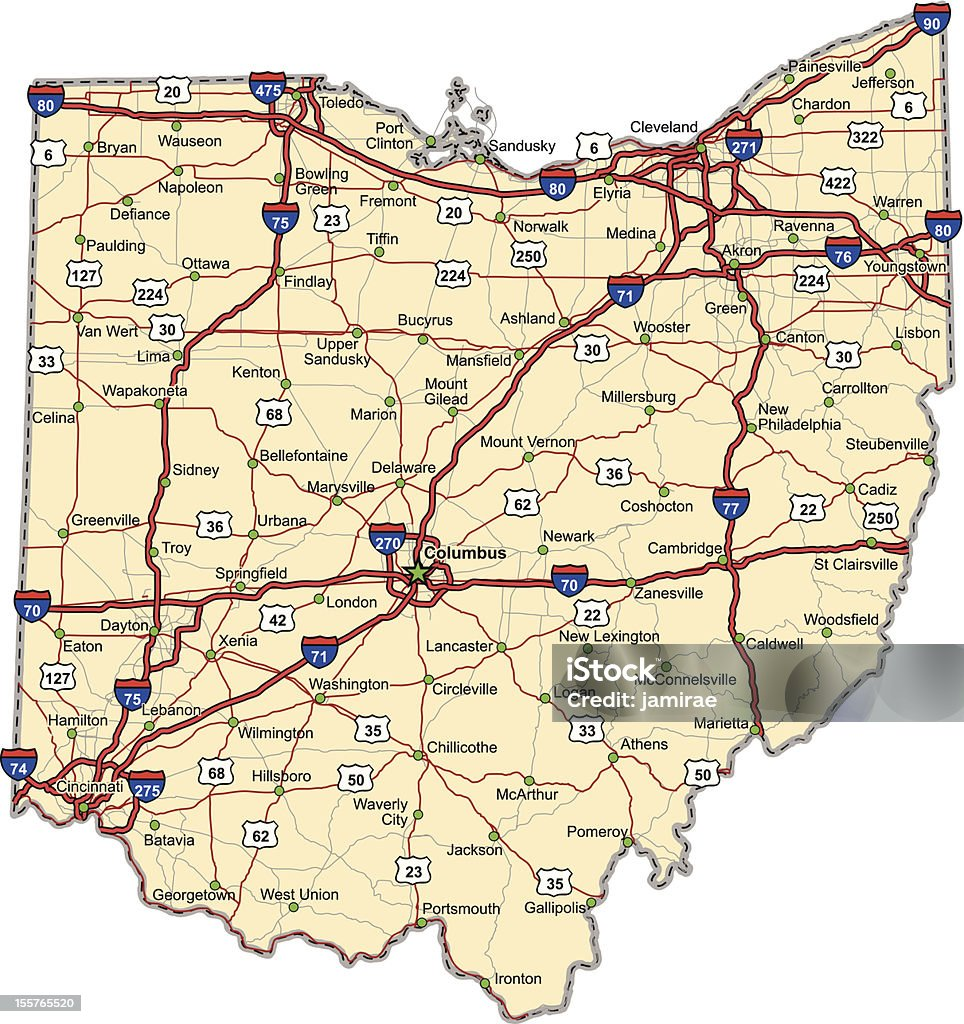 90
20
475
80
Toledo
Painesville
Jefferson
6
Chardon
Port
Clinton
Cleveland
322
Wauseon
Bryan
6
6
271
Sandusky
Napoleon
Bowling
Green
80
Elyria
422
Defiance
Fremont
75
23
20
Norwalk
Warren
80
Paulding
Tiffin
250
Medina
Ravenna
Akron
76
127
Ottawa
224
Youngstown
Findlay
224
224
71
Green
Van Wert
30
Bucyrus
Ashland
Wooster
Lisbon
33
Lima
Upper
Sandusky
Mansfield
30
Canton
30
Kenton
Wapakoneta
Mount
Gilead
Millersburg
Carrollton
Celina
68
Marion
New
Philadelphia
Mount Vernon
Steubenville
Bellefontaine
Sidney
Delaware
36
Marysville
62
Coshocton
77
Cadiz
22
250
Greenville
36
Urbana
270
Newark
Troy
Columbus
Cambridge
St Clairsville
Springfield
70
70
London
42
Zanesville
22
Dayton
Woodsfield
Eaton
Xenia
71
Lancaster
New Lexington
Caldwell
127
iStock
McConnelsville
Washington
Circleville
75
Logan
Credit: jamirae
Lebanon
Hamilton
Wilmington
35
33
Marietta
Chillicothe
Athens
74
Cincinnati
275
68
Hillsboro
50
50
McArthur
Waverly
City
Batavia
62
Jackson
Pomeroy
23
35
Georgetown
West Union
Portsmouth
Gallipolis
Ironton
155765520